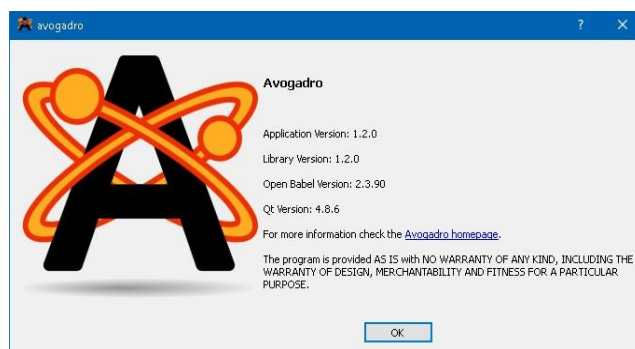 avogadro
Avogadro
Application Version: 1.2.0
Library Version: 1.2.0
Open Babel Version: 2.3.90
Qt Version: 4.8.6
For more information check the Avogadro homepage.
The program is provided AS IS with NO WARRANTY OF ANY KIND, INCLUDING THE
WARRANTY OF DESIGN, MERCHANTABILITY AND FITNESS FOR A PARTICULAR
PURPOSE.
OK